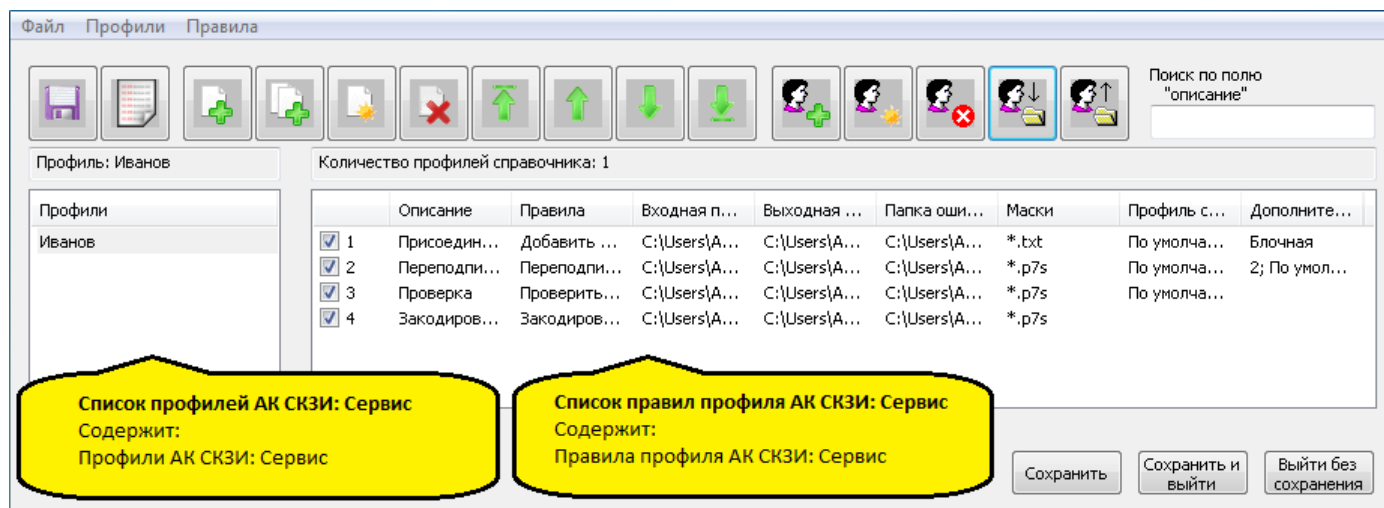 Файл Профили Правила
Поиск по полю
"описание"
Профиль: Иванов
Количество профилей справочника: 1
Профили
Иванов
Описание Правила Входная п... Выходная ... Папка оши... Маски Профиль с... Дополните...
1 Присоедин... Добавить ... C:\Users\A... C:\Users\A... C:\Users\A... *.txt По умолча... Блочная
2 Переподпи... Переподпи... C:\Users\A... C:\Users\A... C:\Users\A... *.p7s По умолча... 2; По умол...
3 Проверка Проверить... C:\Users\A... C:\Users\A... C:\Users\A... *.p7s По умолча...
4 Закодиров... Закодиров... C:\Users\A... C:\Users\A... C:\Users\A... *.p7s
Список профилей АК СКЗИ: Сервис
Содержит:
Профили АК СКЗИ: Сервис
Список правил профиля АК СКЗИ: Сервис
Содержит:
Правила профиля АК СКЗИ: Сервис
Сохранить
Сохранить и
выйти
Выйти без
сохранения